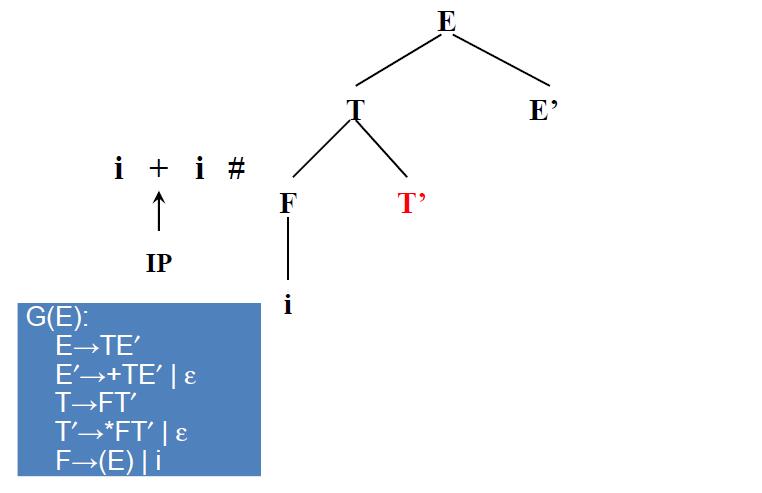 E
T E’
i + i #
F T’
IP
i
G(E):
E→TE′
E′→+TE′ | ε
T→FT′
T′→*FT′ | ε
F→(E) | i